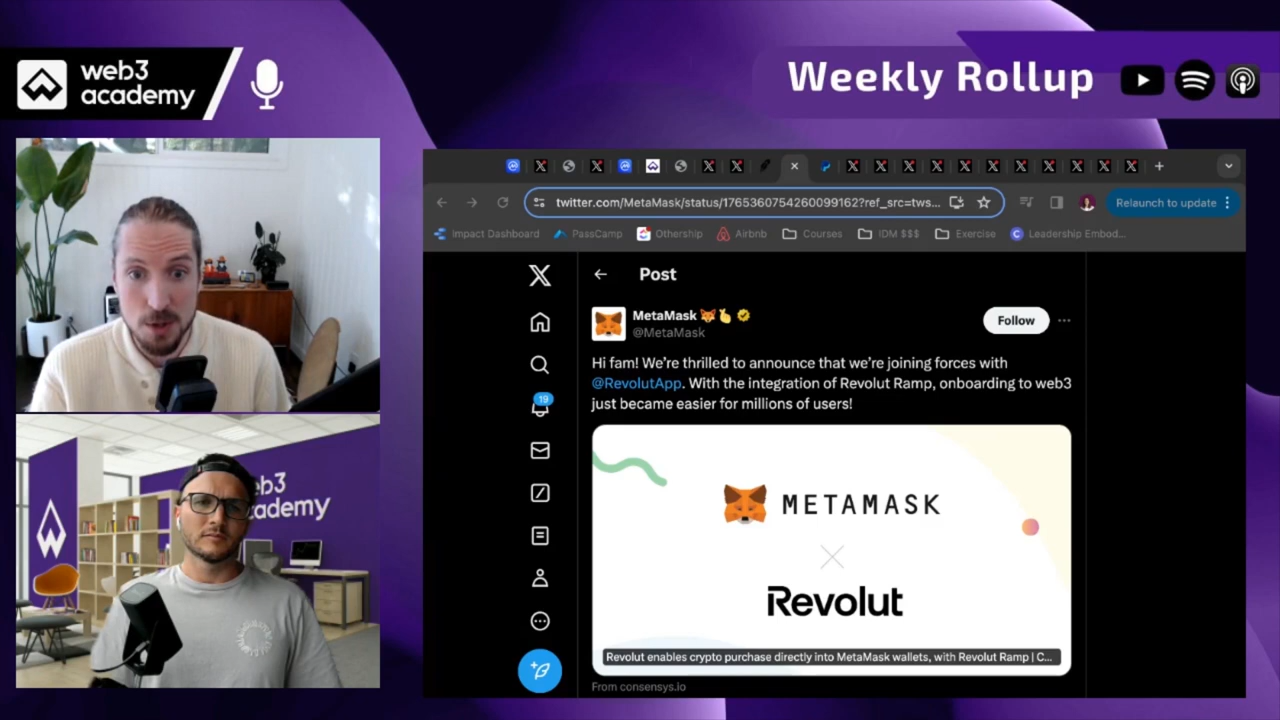 web3
academy
Weekly Rollup
twitter.com/MetaMask/status/1765360754260099162?ref_src=tws...
Relaunch to update
Impact Dashboard
PassCamp
Othership
Airbnb
Courses
IDM $$$
Exercise
Leadership Embod...
Post
MetaMask
@MetaMask
Follow
Hi fam! We're thrilled to announce that we're joining forces with
@RevolutApp. With the integration of Revolut Ramp, onboarding to web3
just became easier for millions of users!
19
METAMASK
Revolut
Revolut enables crypto purchase directly into MetaMask wallets, with Revolut Ramp | C...
From consensys.io
eb3
ademy